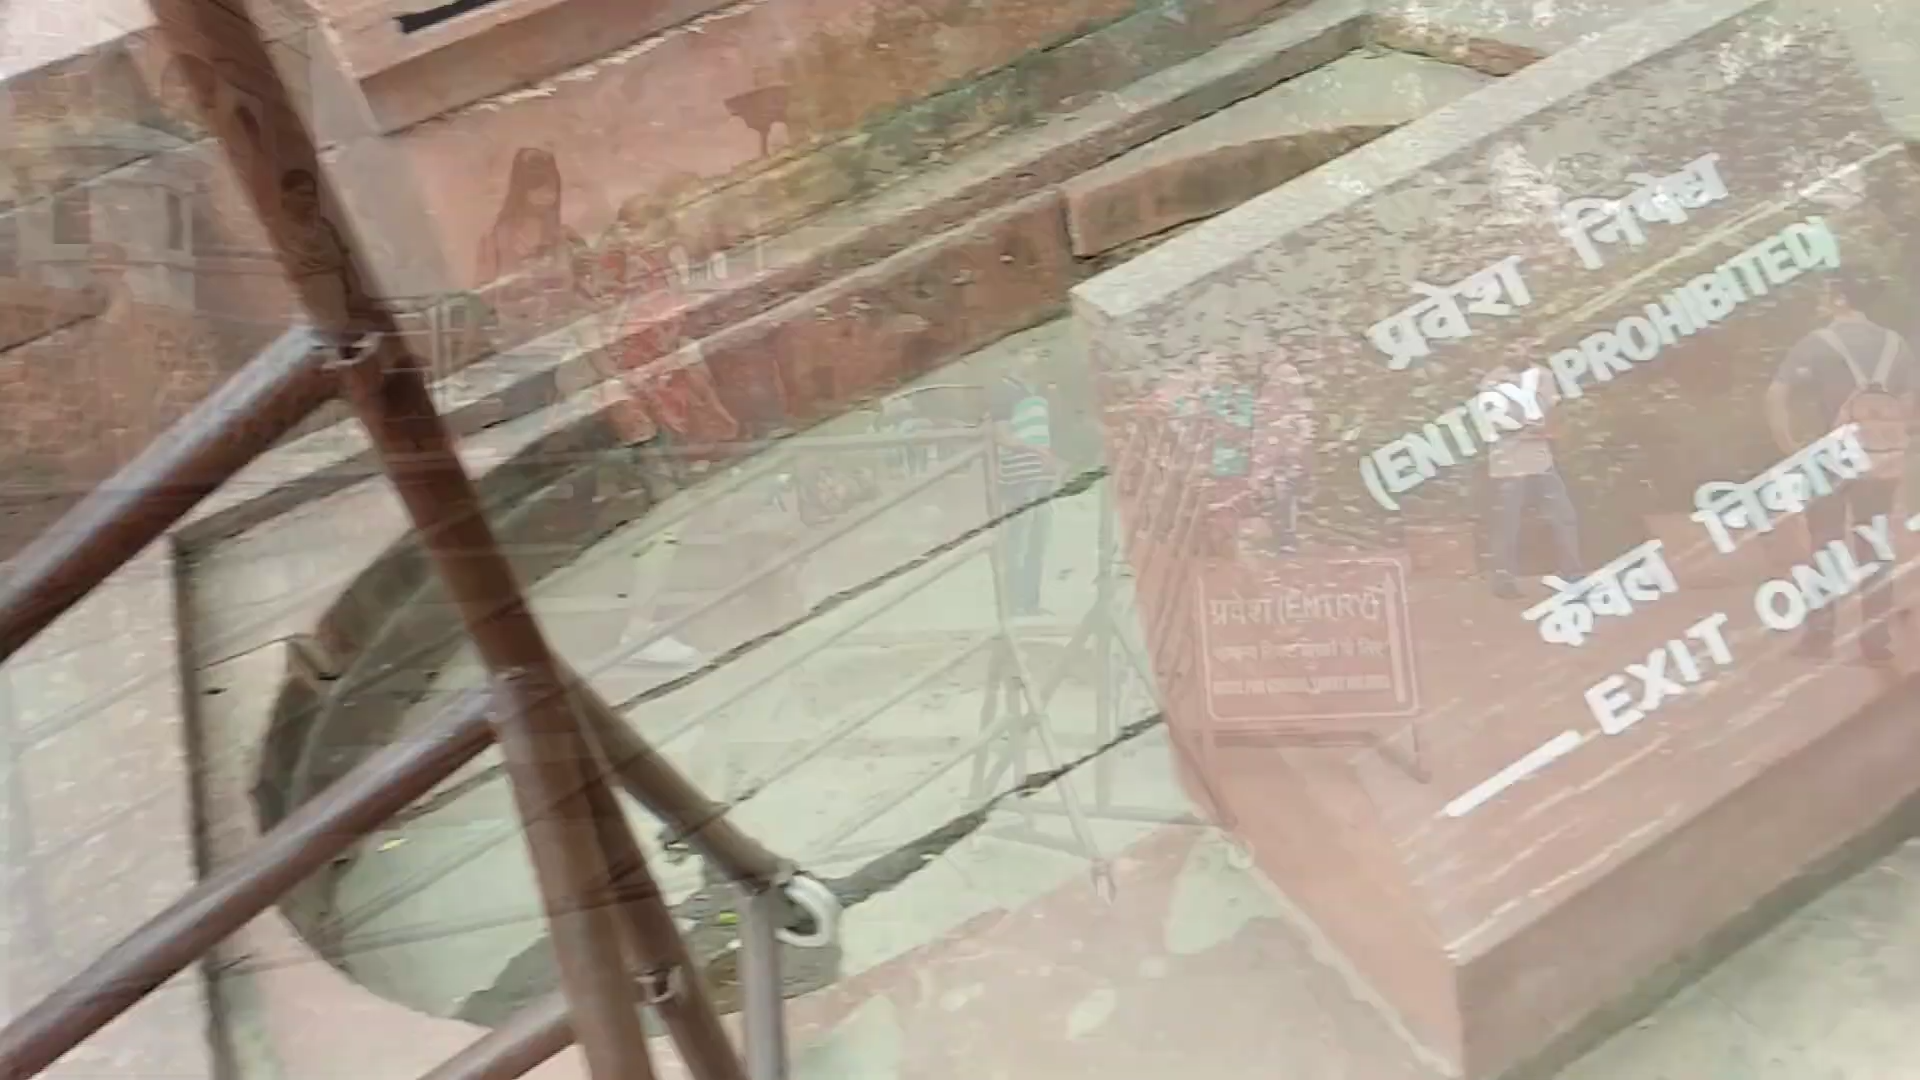 प्रवेश निषेध
(ENTRY PROHIBITED)
केवल निकास
EXIT ONLY
प्रवेश (ENTRY)